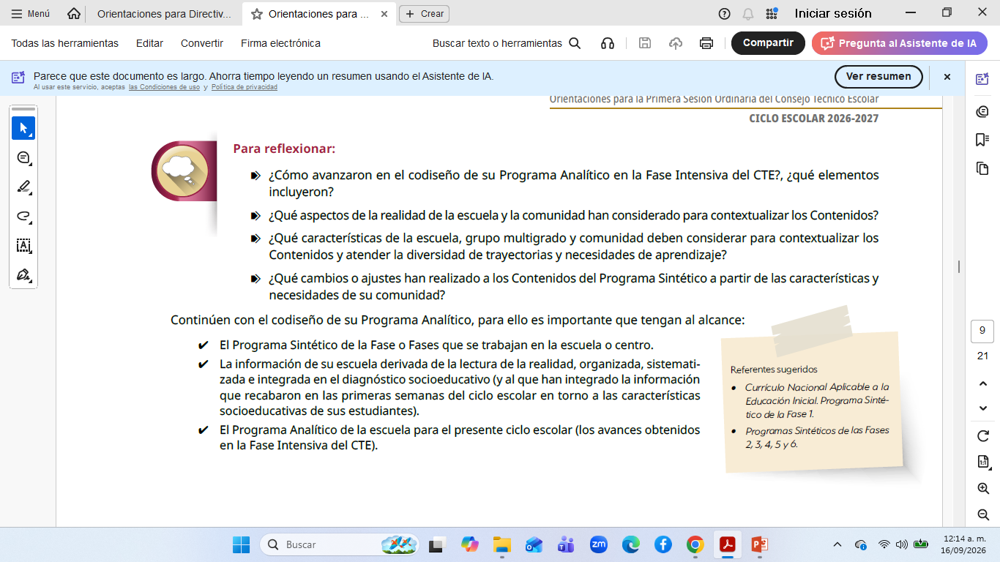 Menú
Orientaciones para Directiv...
Orientaciones para ...
Crear
Iniciar sesión
Todas las herramientas
Editar
Convertir
Firma electrónica
Buscar texto o herramientas
Compartir
Pregunta al Asistente de IA
Parece que este documento es largo. Ahorra tiempo leyendo un resumen usando el Asistente de IA.
Al usar este servicio, aceptas las Condiciones de uso y Política de privacidad
Ver resumen
Orientaciones para la Primera Sesión Ordinaria del Consejo Técnico Escolar
CICLO ESCOLAR 2026-2027
Para reflexionar:
¿Cómo avanzaron en el codiseño de su Programa Analítico en la Fase Intensiva del CTE?, ¿qué elementos
incluyeron?
¿Qué aspectos de la realidad de la escuela y la comunidad han considerado para contextualizar los Contenidos?
¿Qué características de la escuela, grupo multigrado y comunidad deben considerar para contextualizar los
Contenidos y atender la diversidad de trayectorias y necesidades de aprendizaje?
¿Qué cambios o ajustes han realizado a los Contenidos del Programa Sintético a partir de las características y
necesidades de su comunidad?
Continúen con el codiseño de su Programa Analítico, para ello es importante que tengan al alcance:
✔ El Programa Sintético de la Fase o Fases que se trabajan en la escuela o centro.
✔ La información de su escuela derivada de la lectura de la realidad, organizada, sistemati-
zada e integrada en el diagnóstico socioeducativo (y al que han integrado la información
que recabaron en las primeras semanas del ciclo escolar en torno a las características
socioeducativas de sus estudiantes).
✔ El Programa Analítico de la escuela para el presente ciclo escolar (los avances obtenidos
en la Fase Intensiva del CTE).
Referentes sugeridos
• Currículo Nacional Aplicable a la
Educación Inicial. Programa Sinté-
tico de la Fase 1.
• Programas Sintéticos de las Fases
2, 3, 4, 5 y 6.
9
21
1:1
Buscar
zm
12:14 a. m.
16/09/2026